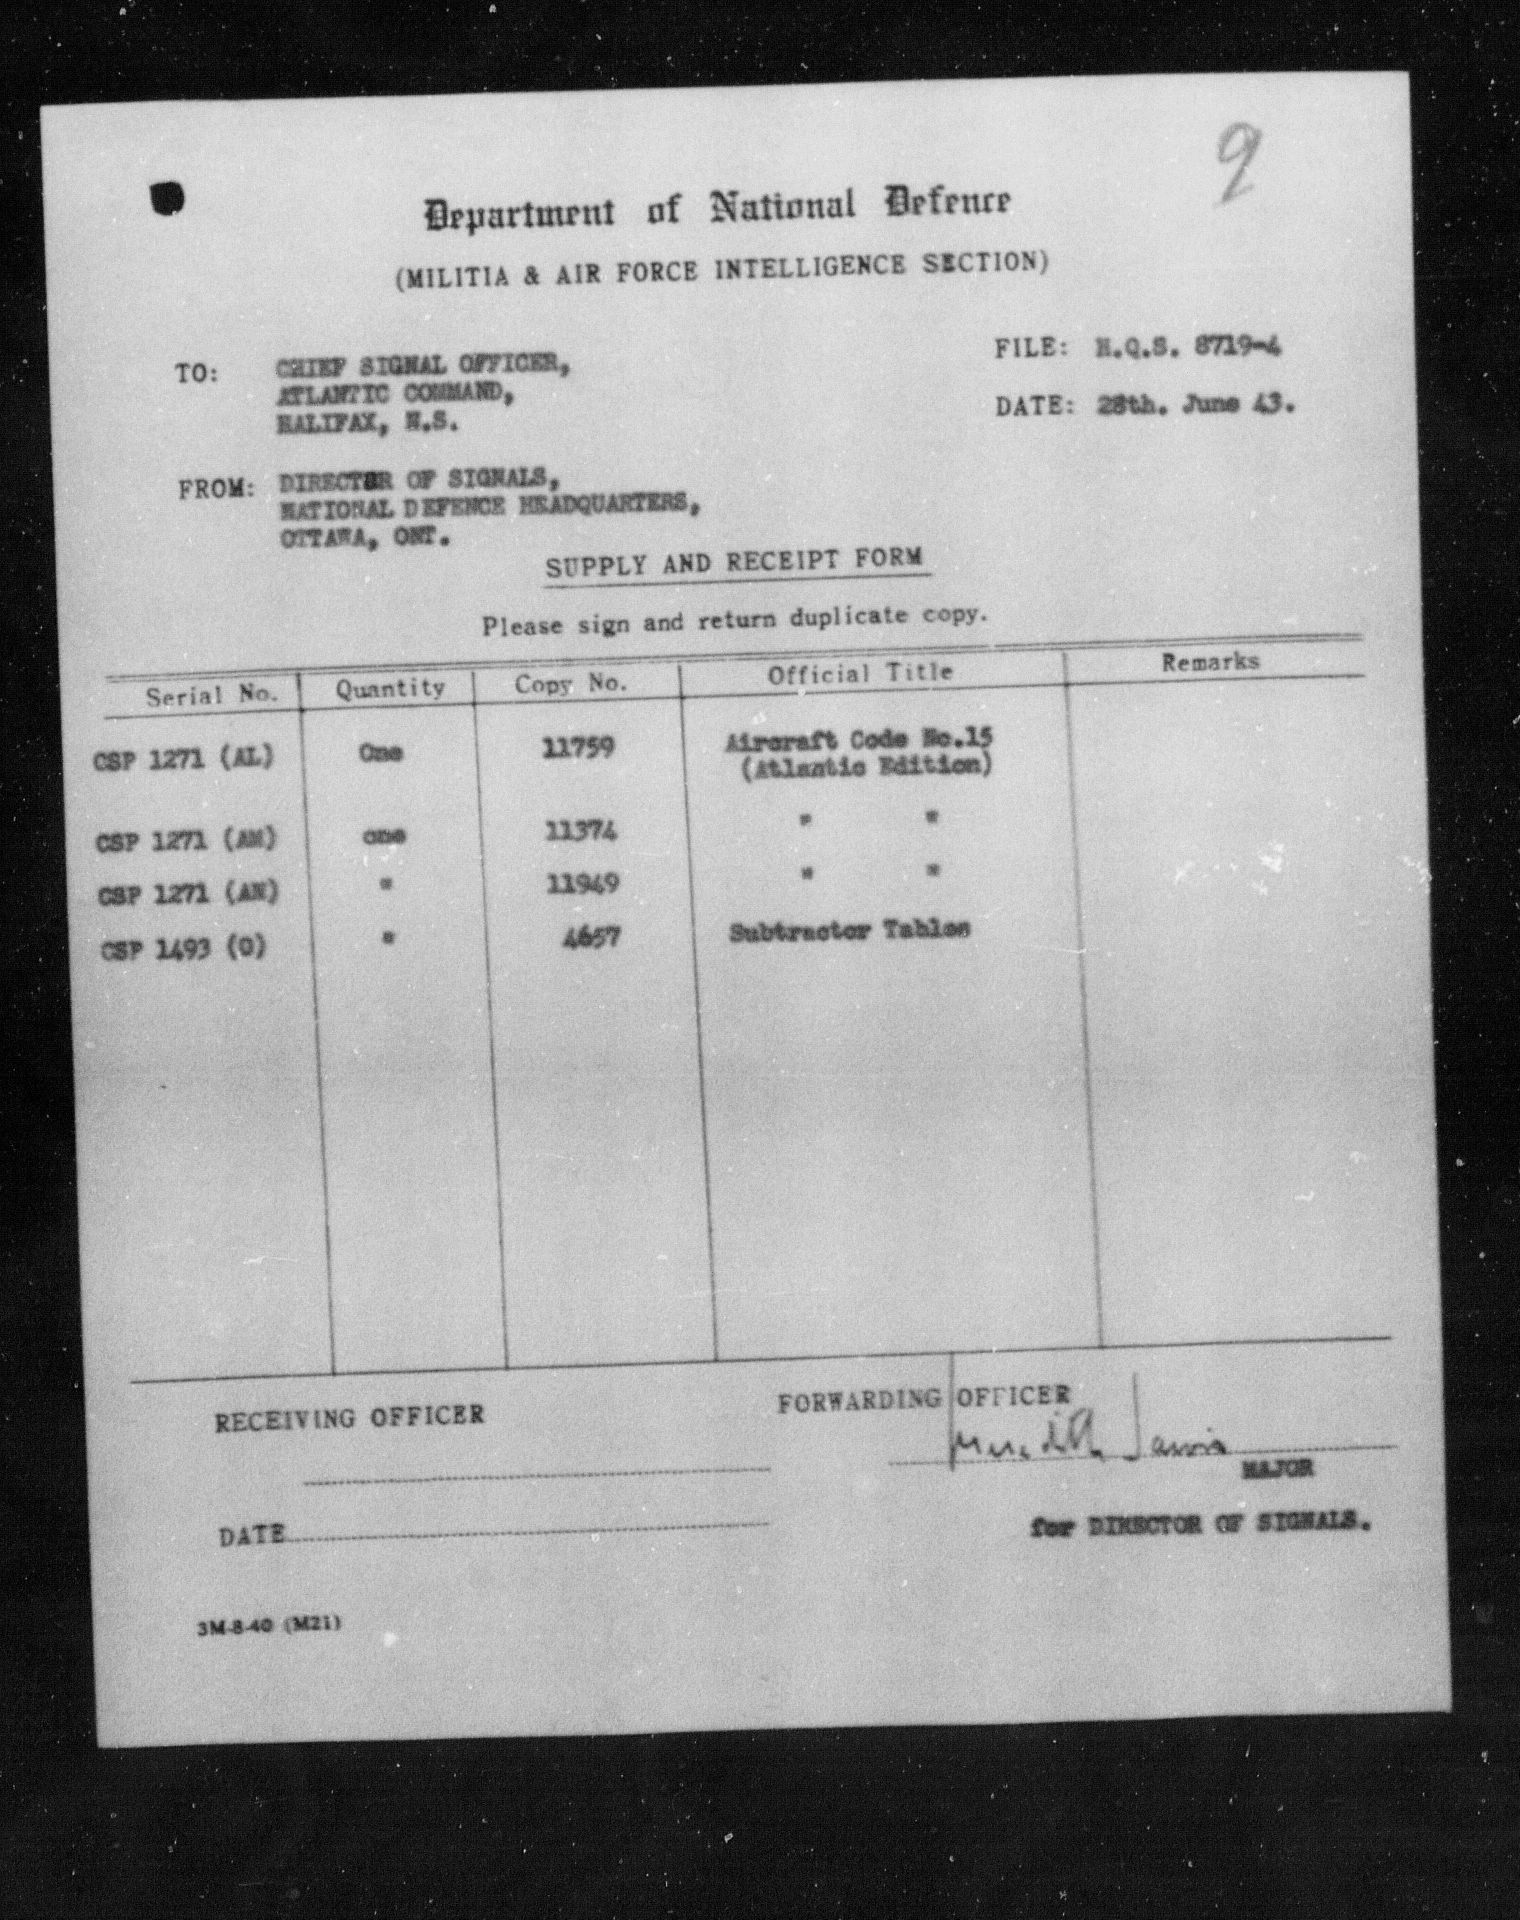 9
Department of National Defence
(MILITIA & AIR FORCE INTELLIGENCE SECTION)
TO: CHIEF SIGNAL OFFICER,
ATLANTIC COMMAND,
HALIFAX, N.S.
FILE: H.Q.S. 8719-4
DATE: 28th. June 43.
FROM: DIRECTOR OF SIGNALS,
NATIONAL DEFENCE HEADQUARTERS,
OTTAWA, ONT.
SUPPLY AND RECEIPT FORM
Please sign and return duplicate copy.
Serial No. Quantity Copy No. Official Title Remarks
CSP 1271 (AL) One 11759 Aircraft Code No.15
(Atlantic Edition)
CSP 1271 (AM) one 11374 " "
CSP 1271 (AN) " 11949 " "
CSP 1493 (O) " 4657 Subtractor Tables
RECEIVING OFFICER
FORWARDING OFFICER
Meredith Jarvis
MAJOR
DATE
for DIRECTOR OF SIGNALS.
3M-8-40 (M21)